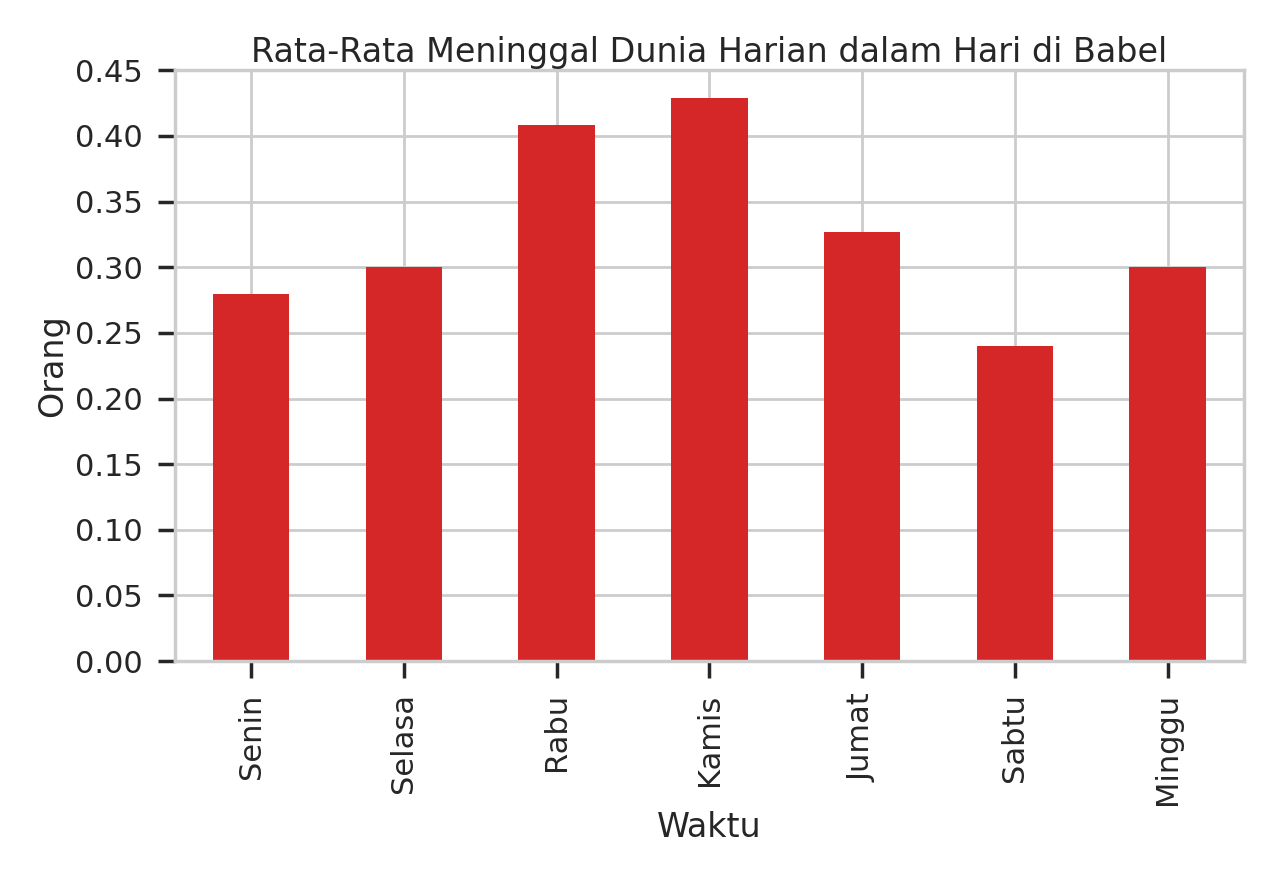 Rata-Rata Meninggal Dunia Harian dalam Hari di Babel
0.45
0.40
0.35
0.30
0.25
0.20
0.15
0.10
0.05
0.00
Orang
Senin
Selasa
Rabu
Kamis
Jumat
Sabtu
Minggu
Waktu